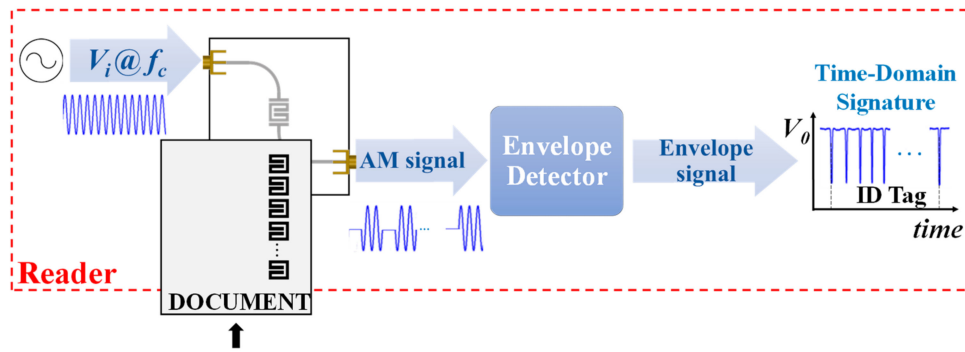 V_i@f_c
AM signal
Envelope
Detector
Envelope
signal
Time-Domain
Signature
V_0
ID Tag
time
Reader
DOCUMENT